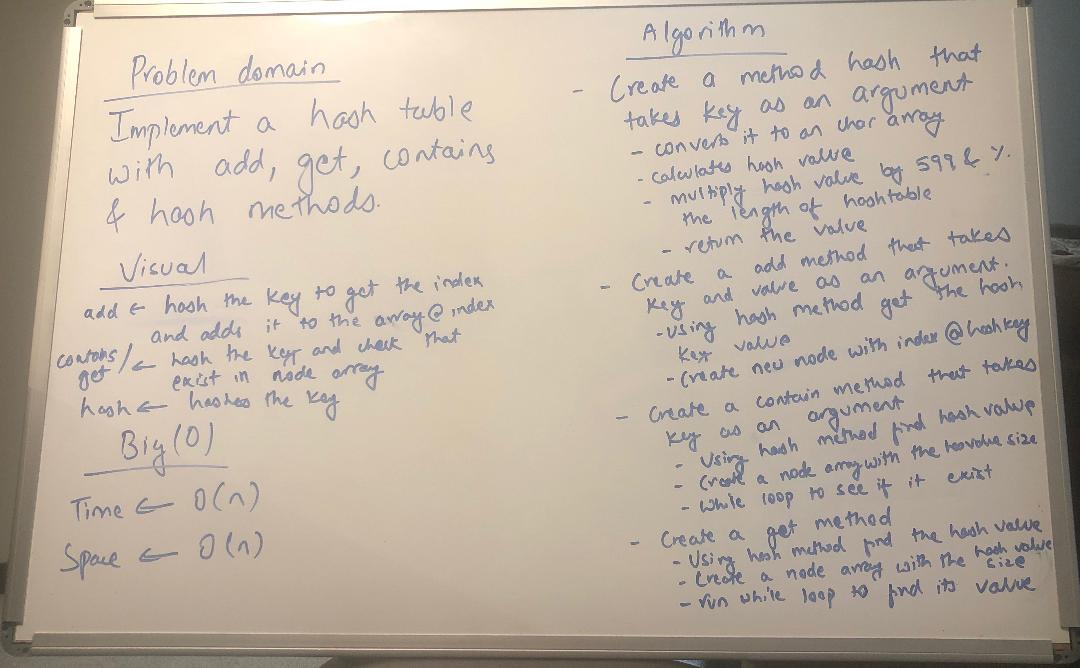 Problem domain
Implement a hash table
with add, get, contains
& hash methods.
Visual
add ← hash the key to get the index
and adds it to the array @ index
contains/ ← hash the key and check that
get exist in node array
hash ← hashes the key
Big (O)
Time ← O(n)
Space ← O(n)
Algorithm
- Create a method hash that
takes key as an argument
- converts it to an char array
- calculates hash value
- multiply hash value by 599 & %
the length of hashtable
- return the value
- Create a add method that takes
key and value as an argument.
- using hash method get the hash
key value
- Create new node with index @ hashkey
- Create a contain method that takes
key as an argument
- Using hash method find hash value
- Create a node array with the size
- While loop to see if it exist
- Create a get method
- Using hash method find the hash value
- Create a node array with the hash value
size
- run while loop to find its value